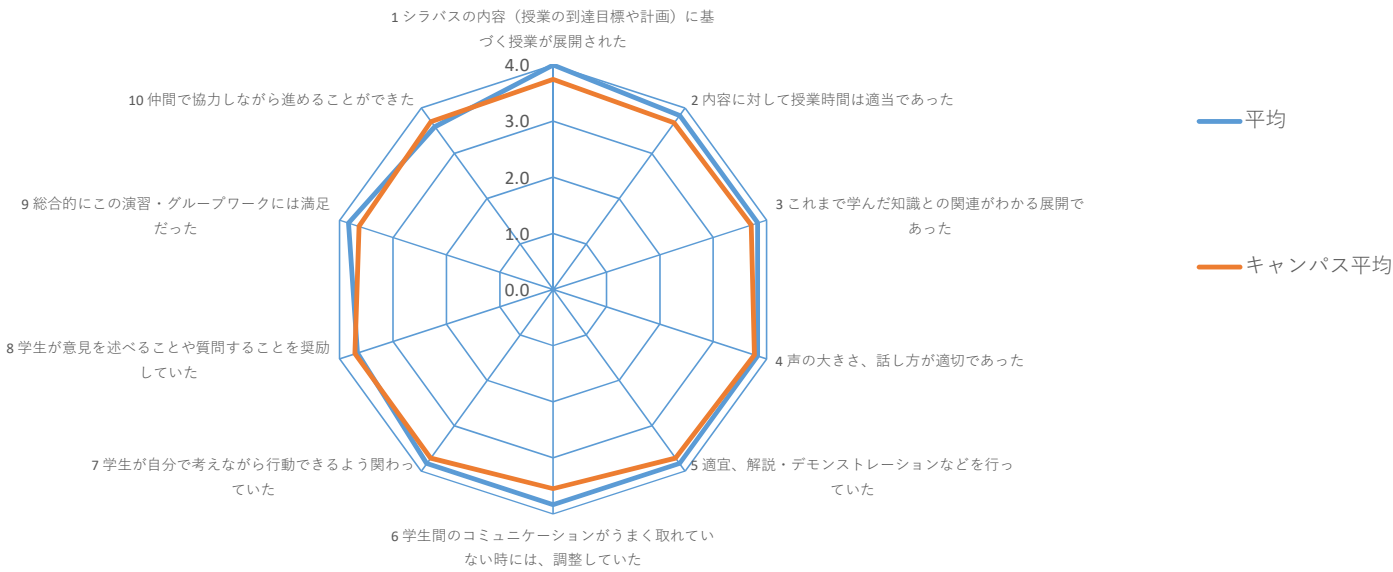 1 シラバスの内容（授業の到達目標や計画）に基
づく授業が展開された
4.0
3.0
2.0
1.0
0.0
2 内容に対して授業時間は適当であった
3 これまで学んだ知識との関連がわかる展開で
あった
4 声の大きさ、話し方が適切であった
5 適宜、解説・デモンストレーションなどを行っ
ていた
6 学生間のコミュニケーションがうまく取れてい
ない時には、調整していた
7 学生が自分で考えながら行動できるよう関わっ
ていた
8 学生が意見を述べることや質問することを奨励
していた
9 総合的にこの演習・グループワークには満足
だった
10 仲間で協力しながら進めることができた
平均
キャンパス平均